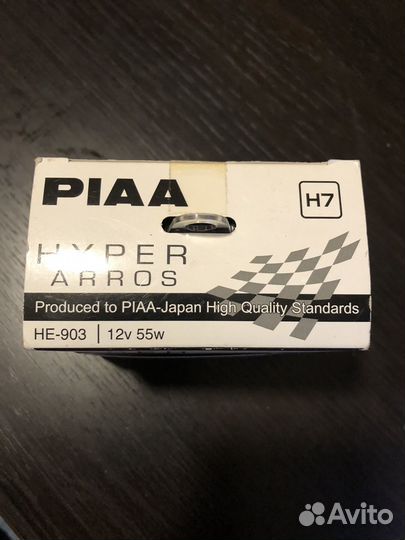 PIAA
H7
HYPER
ARROS
Produced to PIAA-Japan High Quality Standards
HE-903 | 12v 55w
Avito